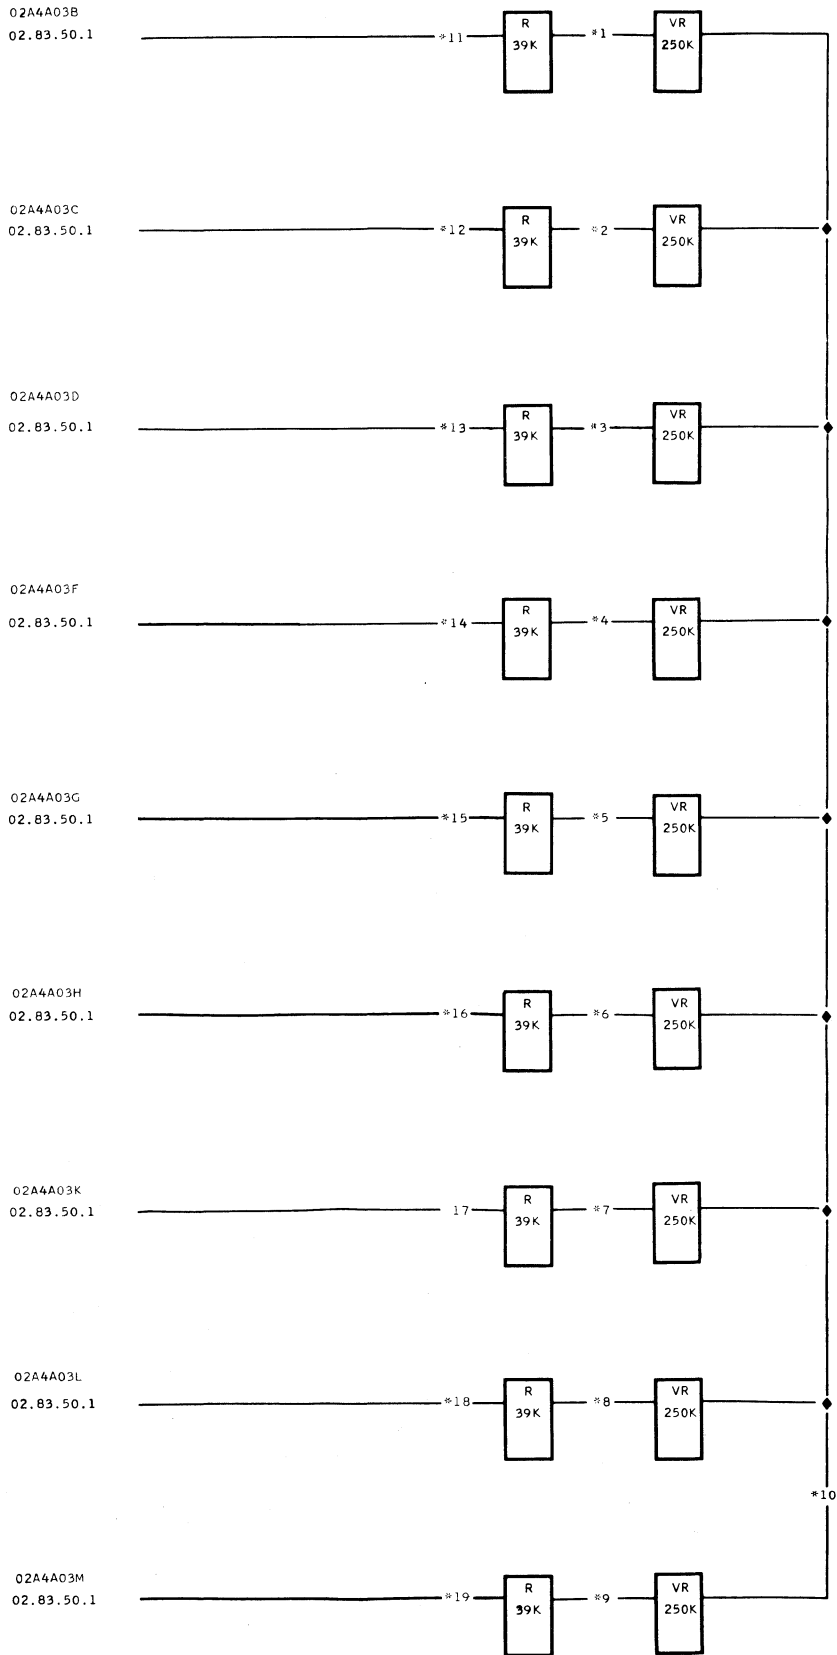 02A4A03B
02.83.50.1
*11
R
39K
*1
VR
250K
02A4A03C
02.83.50.1
*12
R
39K
*2
VR
250K
02A4A03D
02.83.50.1
*13
R
39K
*3
VR
250K
02A4A03F
02.83.50.1
*14
R
39K
*4
VR
250K
02A4A03G
02.83.50.1
*15
R
39K
*5
VR
250K
02A4A03H
02.83.50.1
*16
R
39K
*6
VR
250K
02A4A03K
02.83.50.1
17
R
39K
*7
VR
250K
02A4A03L
02.83.50.1
*18
R
39K
*8
VR
250K
*10
02A4A03M
02.83.50.1
*19
R
39K
*9
VR
250K